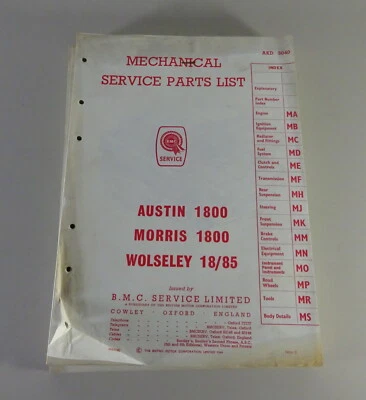 MECHANICAL
SERVICE PARTS LIST
SERVICE
AUSTIN 1800
MORRIS 1800
WOLSELEY 18/85
Issued by
B.M.C. SERVICE LIMITED
COWLEY · OXFORD · ENGLAND
AKD
INDEX
Explanatory
Part Number Index
Engine MA
Ignition Equipment MB
Radiator and Fittings MC
Fuel System MD
Clutch and Controls ME
Transmission MF
Rear Suspension MH
Steering MJ
Front Suspension MK
Brake Controls MM
Electrical Equipment MN
Instrument Panel and Instruments MO
Road Wheels MP
Tools MR
Body Details MS